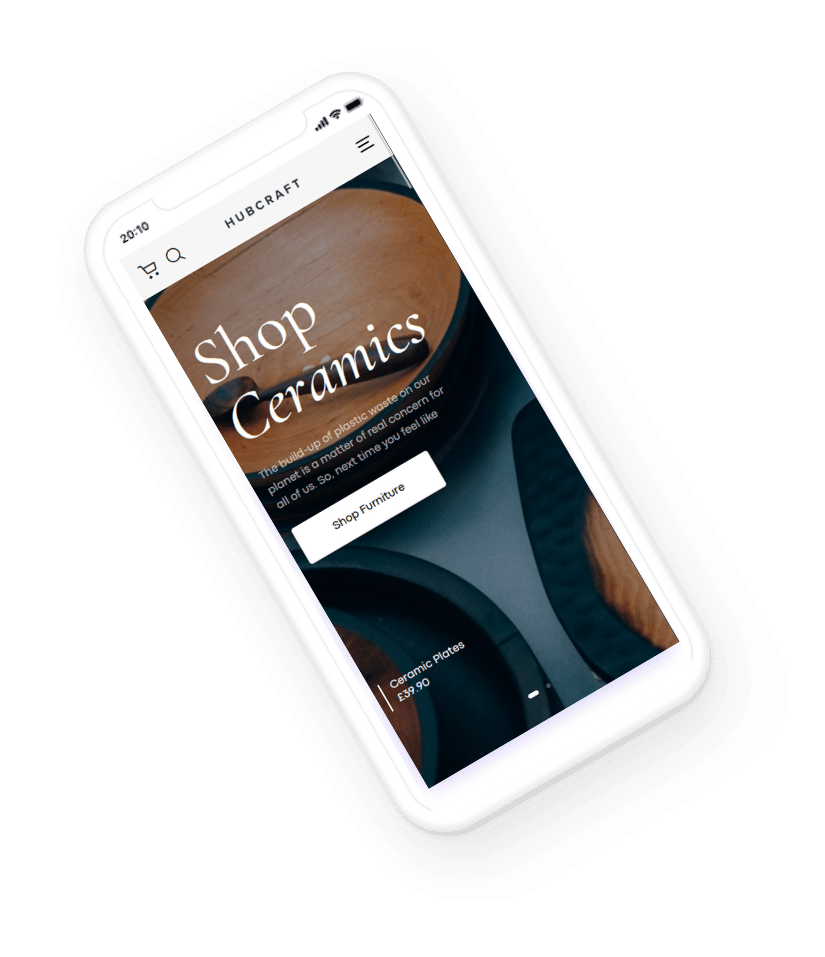 20:10
HUBCRAFT
Shop
Ceramics
The build-up of plastic waste on our
planet is a matter of real concern for
all of us. So, next time you feel like
Shop Furniture
Ceramic Plates
£39.90